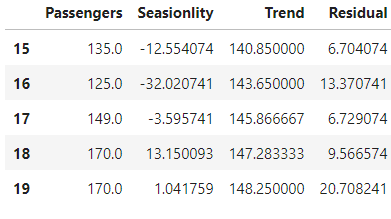 Passengers Seasionlity Trend Residual
15 135.0 -12.554074 140.850000 6.704074
16 125.0 -32.020741 143.650000 13.370741
17 149.0 -3.595741 145.866667 6.729074
18 170.0 13.150093 147.283333 9.566574
19 170.0 1.041759 148.250000 20.708241